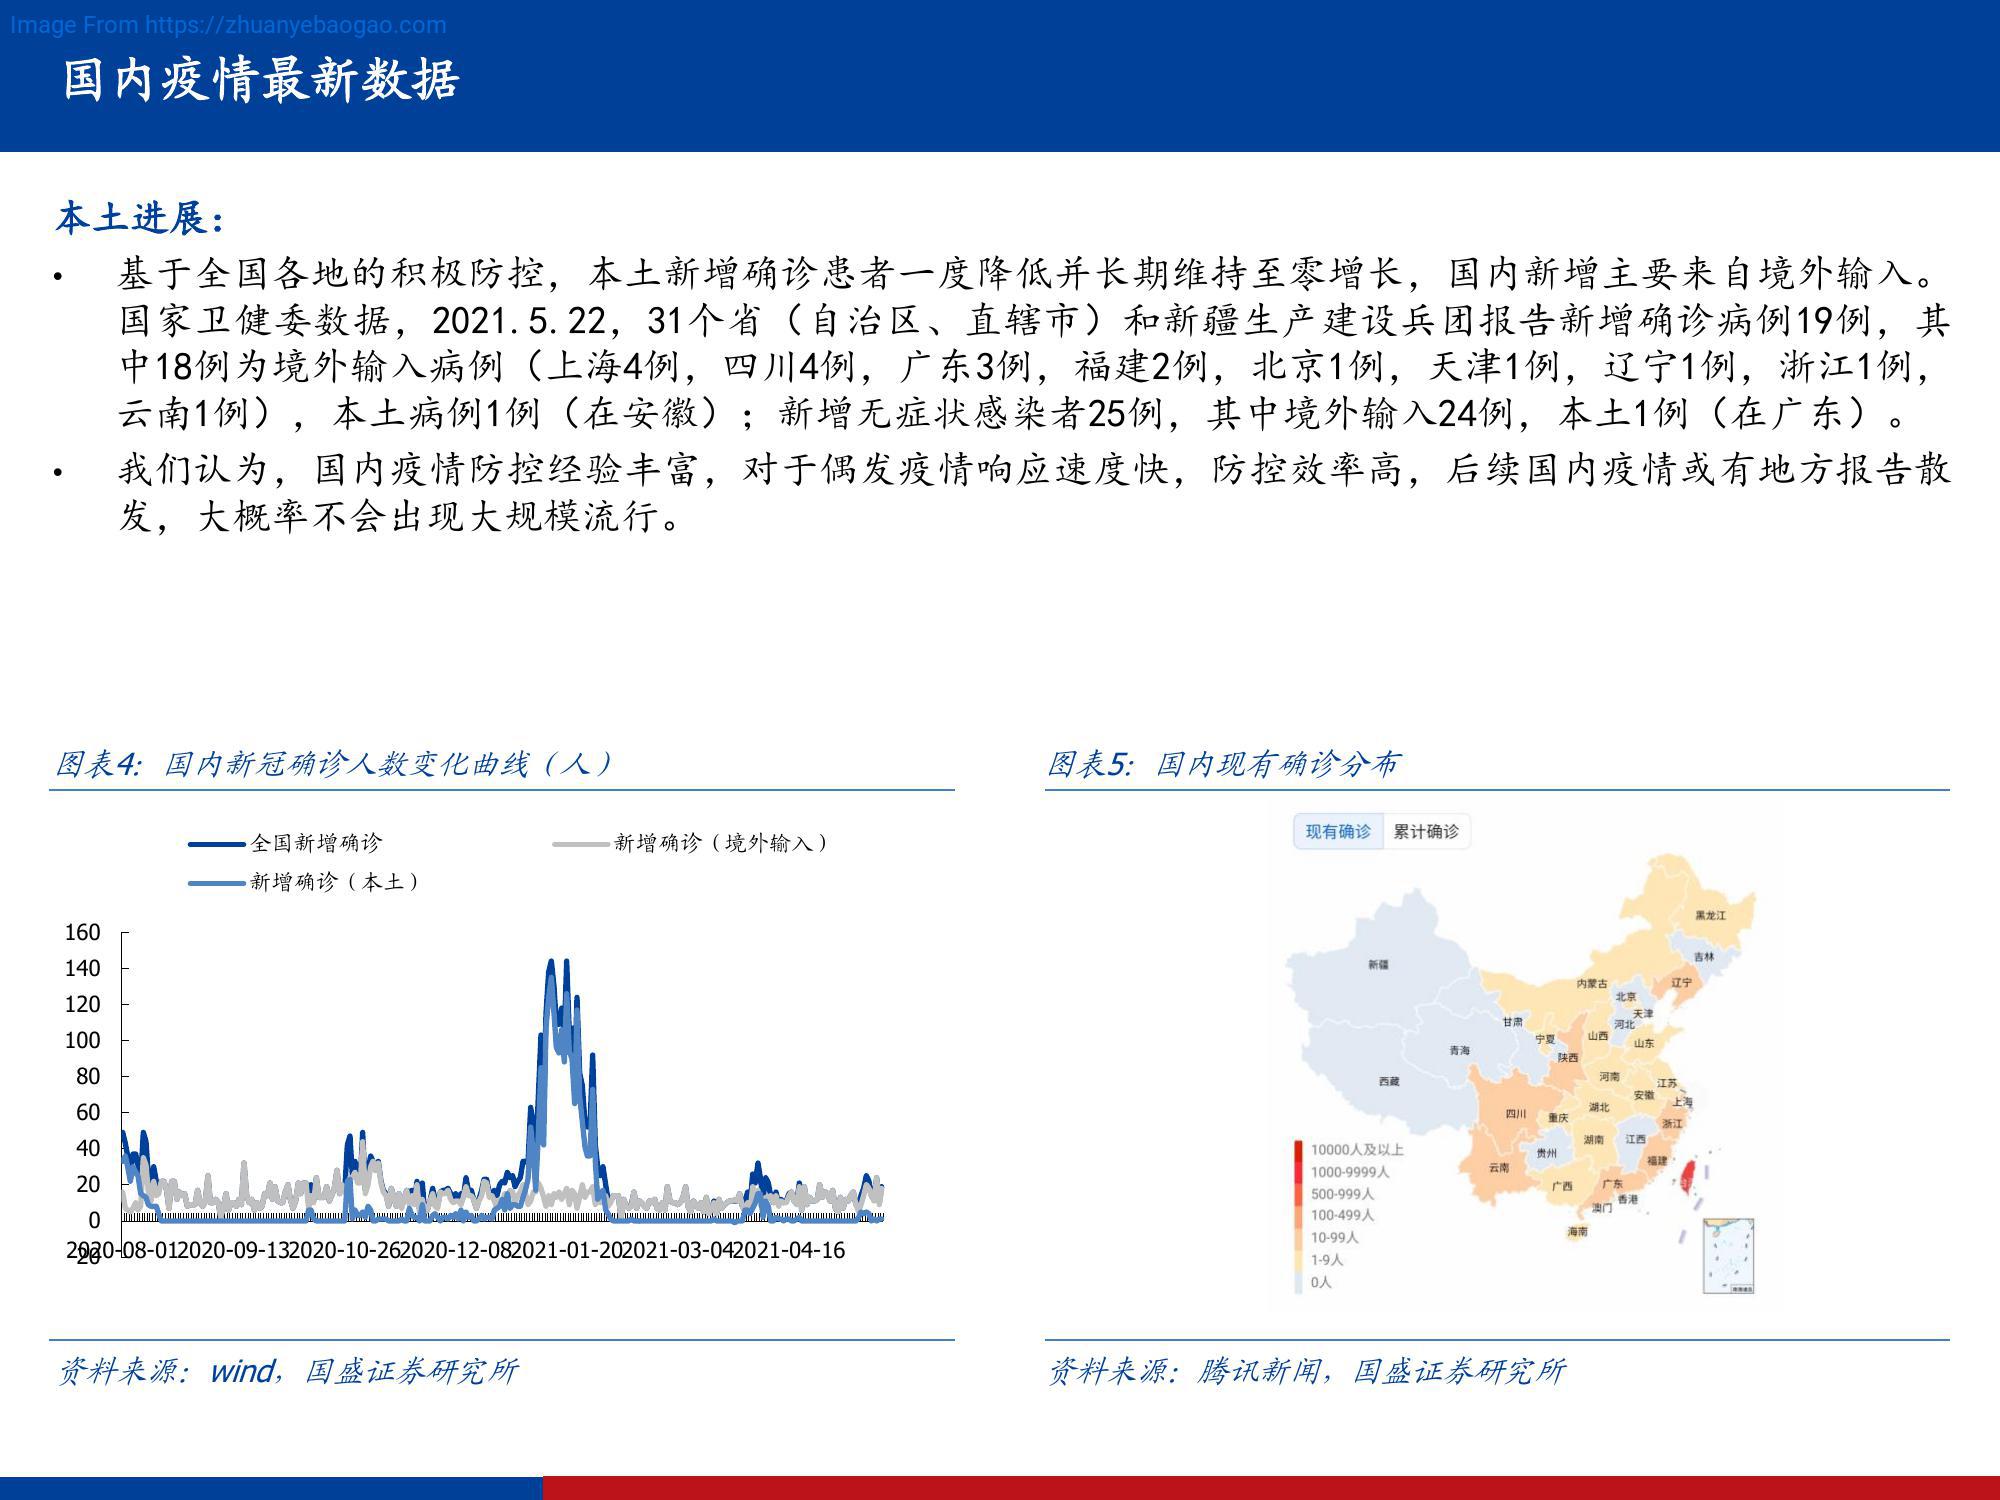 Image From https://zhuanyebaogao.com
国内疫情最新数据
本土进展：
• 基于全国各地的积极防控，本土新增确诊患者一度降低并长期维持至零增长，国内新增主要来自境外输入。
国家卫健委数据，2021.5.22，31个省（自治区、直辖市）和新疆生产建设兵团报告新增确诊病例19例，其
中18例为境外输入病例（上海4例，四川4例，广东3例，福建2例，北京1例，天津1例，辽宁1例，浙江1例，
云南1例），本土病例1例（在安徽）；新增无症状感染者25例，其中境外输入24例，本土1例（在广东）。
• 我们认为，国内疫情防控经验丰富，对于偶发疫情响应速度快，防控效率高，后续国内疫情或有地方报告散
发，大概率不会出现大规模流行。
图表4：国内新冠确诊人数变化曲线（人）
全国新增确诊
新增确诊（境外输入）
新增确诊（本土）
160
140
120
100
80
60
40
20
0
20
2020-08-01
2020-09-13
2020-10-26
2020-12-08
2021-01-20
2021-03-04
2021-04-16
资料来源：wind，国盛证券研究所
图表5：国内现有确诊分布
现有确诊
累计确诊
黑龙江
吉林
新疆
辽宁
内蒙古
北京
天津
甘肃
河北
宁夏
山西
山东
青海
陕西
河南
西藏
江苏
安徽
上海
湖北
四川
重庆
浙江
湖南
江西
贵州
福建
云南
广西
广东
香港
澳门
海南
10000人及以上
1000-9999人
500-999人
100-499人
10-99人
1-9人
0人
资料来源：腾讯新闻，国盛证券研究所